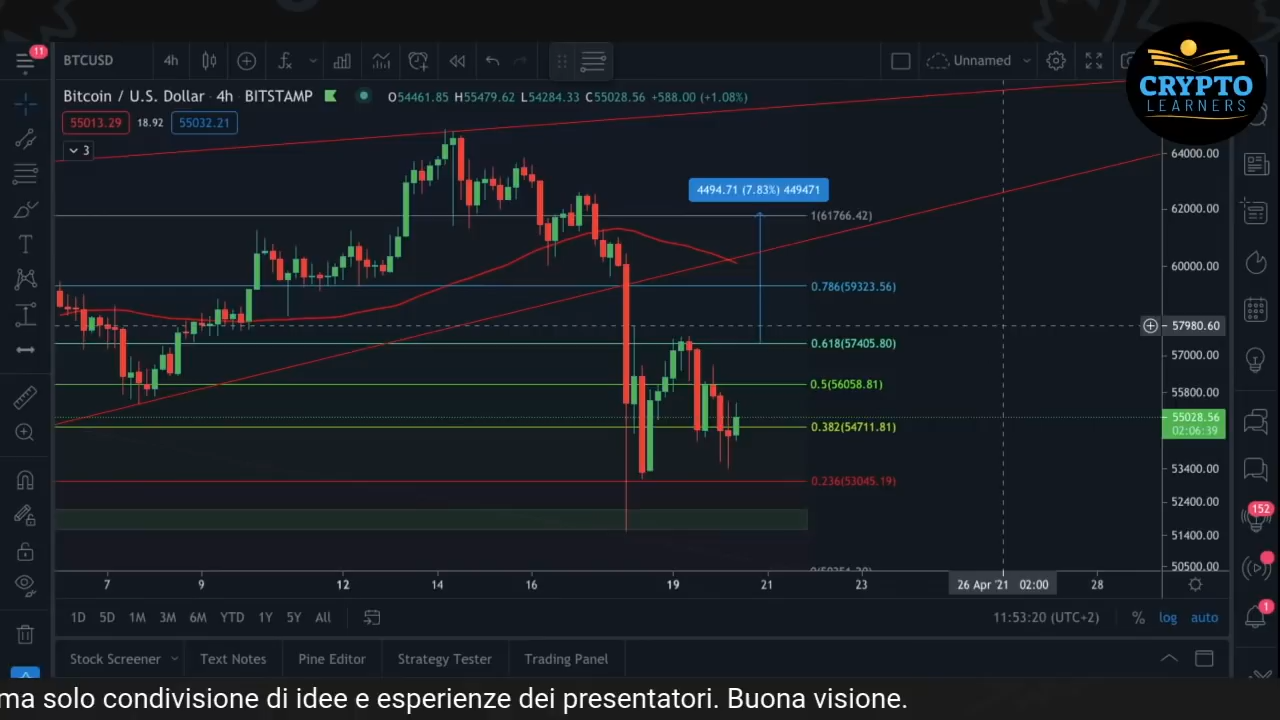 11
BTCUSD
4h
Unnamed
CRYPTO
LEARNERS
Bitcoin / U.S. Dollar · 4h · BITSTAMP
O54461.85 H55479.62 L54284.33 C55028.56 +588.00 (+1.08%)
55013.29 18.92 55032.21
3
4494.71 (7.83%) 449471
1(61766.42)
0.786(59323.56)
0.618(57405.80)
0.5(56058.81)
0.382(54711.81)
0.236(53045.19)
64000.00
62000.00
60000.00
57980.60
57000.00
55800.00
55028.56
02:06:39
53400.00
52400.00
51400.00
50500.00
152
1
7 9 12 14 16 19 21 23 26 Apr '21 02:00 28
1D 5D 1M 3M 6M YTD 1Y 5Y All
11:53:20 (UTC+2) % log auto
Stock Screener Text Notes Pine Editor Strategy Tester Trading Panel
ma solo condivisione di idee e esperienze dei presentatori. Buona visione.